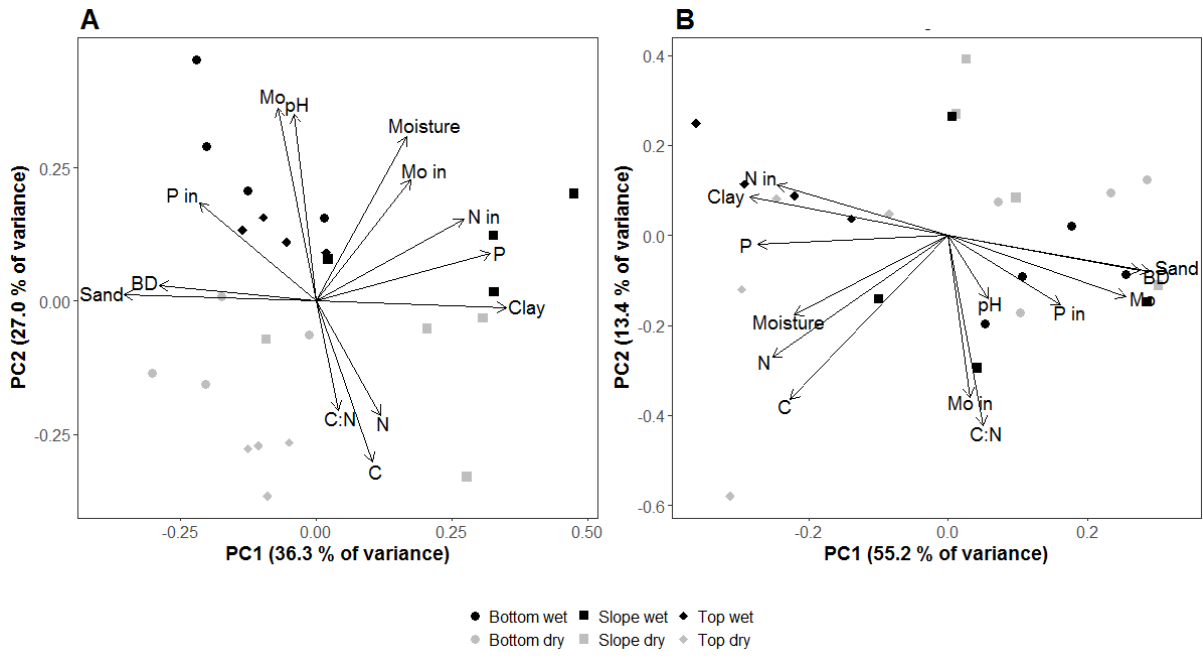 A
B
Mo
pH
Moisture
Mo in
P in
N in
P
BD
Sand
Clay
C:N
N
C
0.25
0.00
-0.25
-0.25
0.00
0.25
0.50
PC2 (27.0 % of variance)
PC1 (36.3 % of variance)
N in
Clay
P
Sand
BD
Mo
pH
P in
Moisture
N
C
Mo in
C:N
0.4
0.2
0.0
-0.2
-0.4
-0.6
-0.2
0.0
0.2
PC2 (13.4 % of variance)
PC1 (55.2 % of variance)
Bottom wet
Slope wet
Top wet
Bottom dry
Slope dry
Top dry